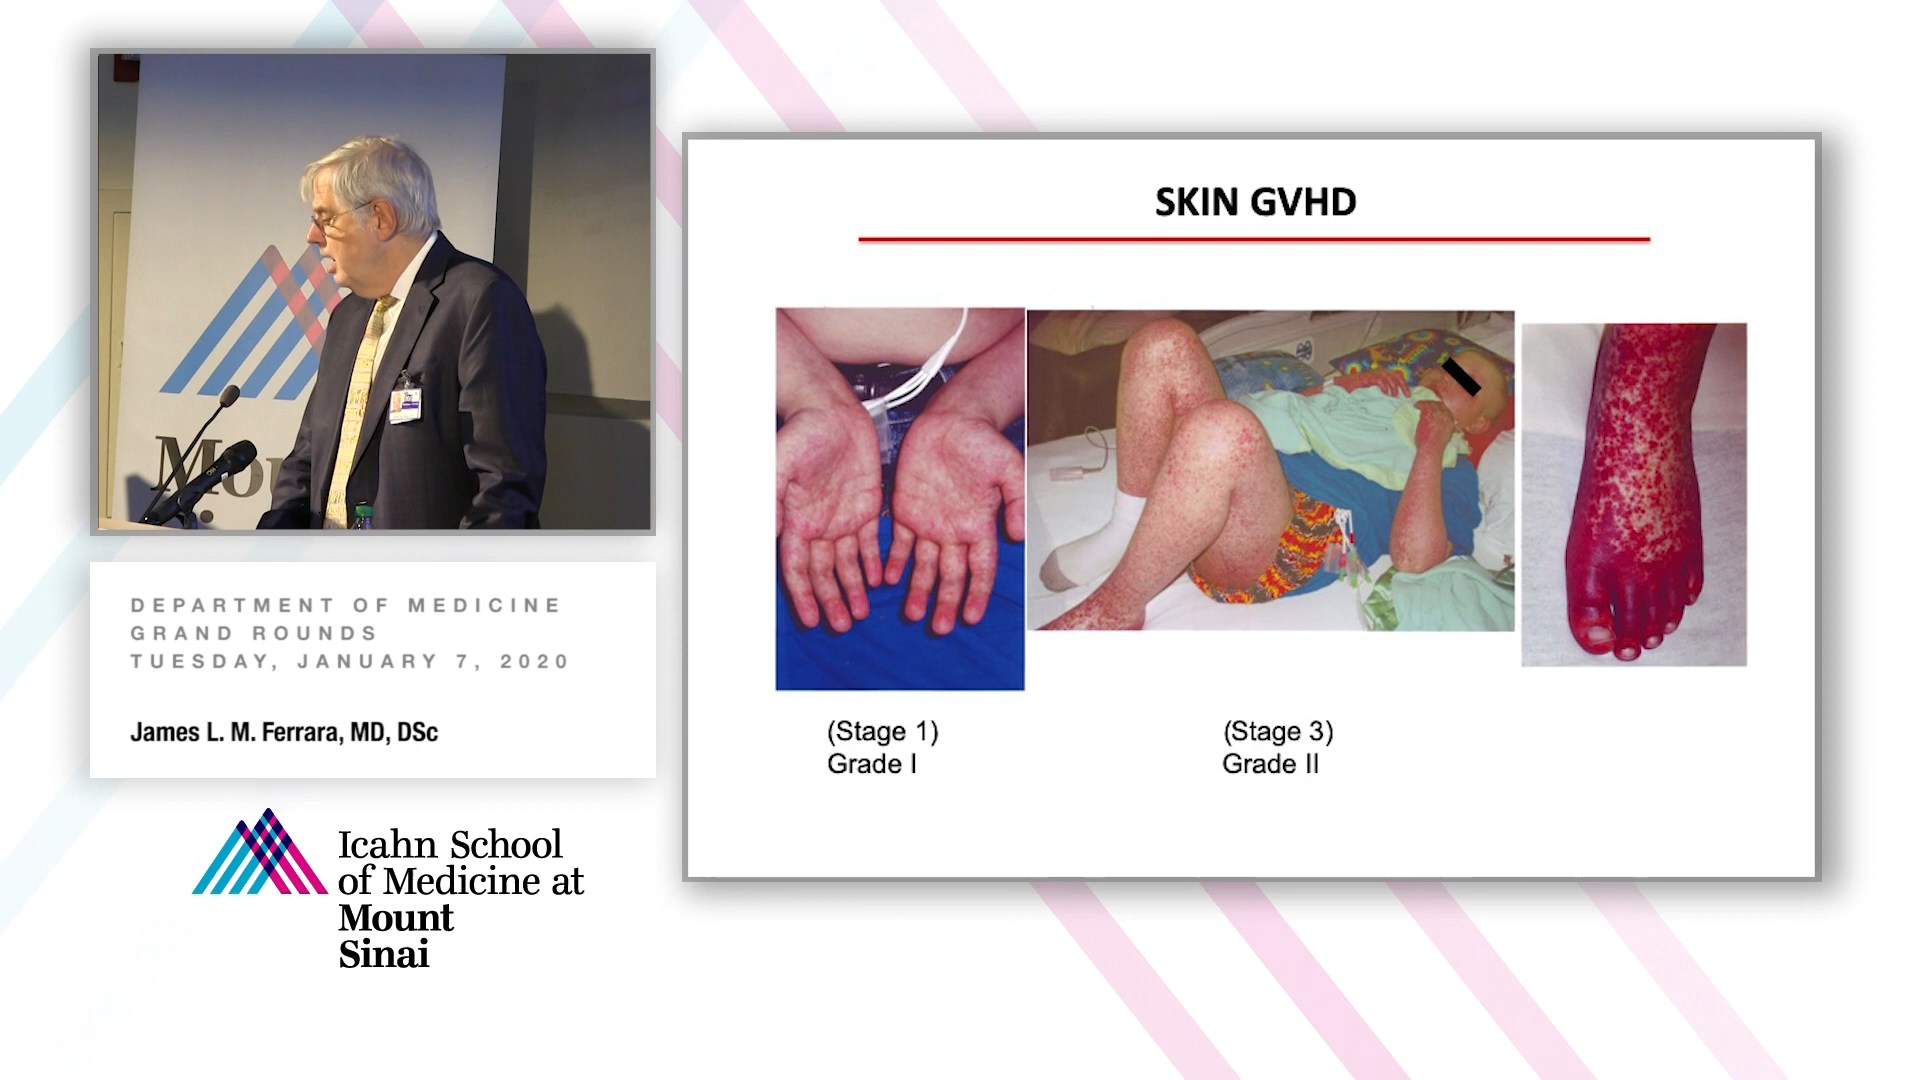 DEPARTMENT OF MEDICINE
GRAND ROUNDS
TUESDAY, JANUARY 7, 2020
James L. M. Ferrara, MD, DSc
Icahn School
of Medicine at
Mount
Sinai
SKIN GVHD
(Stage 1)
Grade I
(Stage 3)
Grade II